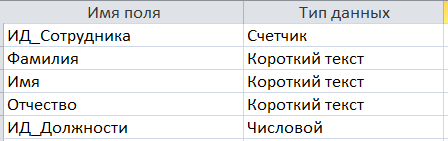 Имя поля Тип данных
ИД_Сотрудника Счетчик
Фамилия Короткий текст
Имя Короткий текст
Отчество Короткий текст
ИД_Должности Числовой